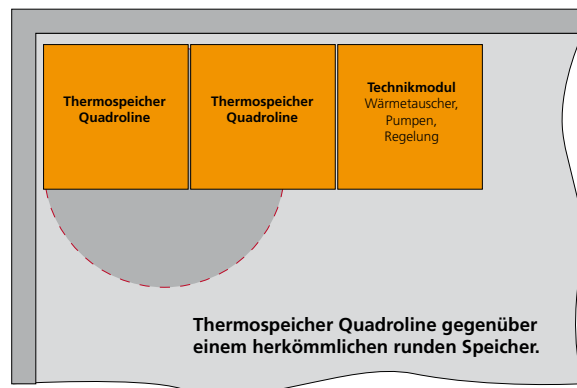 Thermospeicher
Quadroline
Thermospeicher
Quadroline
Technikmodul
Wärmetauscher,
Pumpen,
Regelung
Thermospeicher Quadroline gegenüber
einem herkömmlichen runden Speicher.